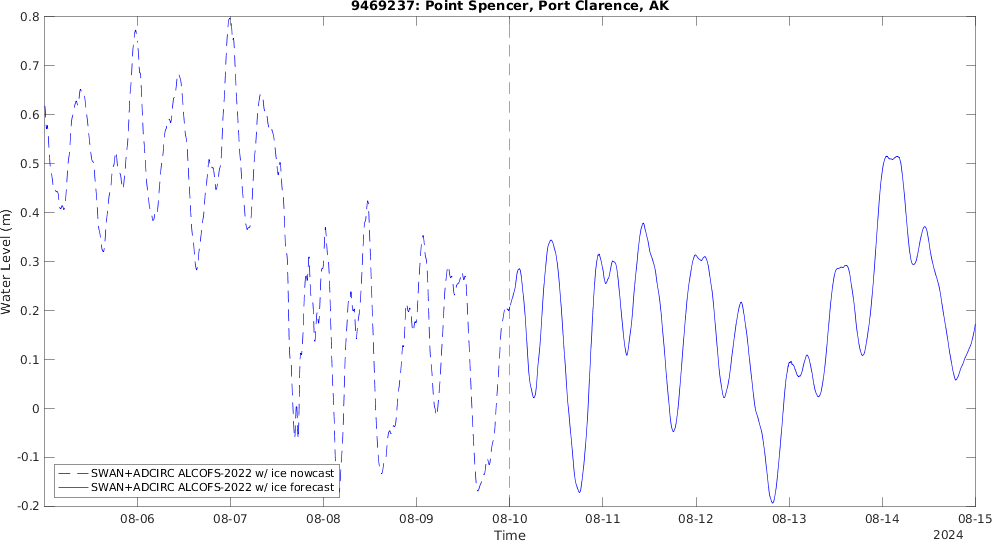 9469237: Point Spencer, Port Clarence, AK
Water Level (m)
0.8
0.7
0.6
0.5
0.4
0.3
0.2
0.1
0
-0.1
-0.2
SWAN+ADCIRC ALCOFS-2022 w/ ice nowcast
SWAN+ADCIRC ALCOFS-2022 w/ ice forecast
08-06 08-07 08-08 08-09 08-10 08-11 08-12 08-13 08-14 08-15
Time
2024